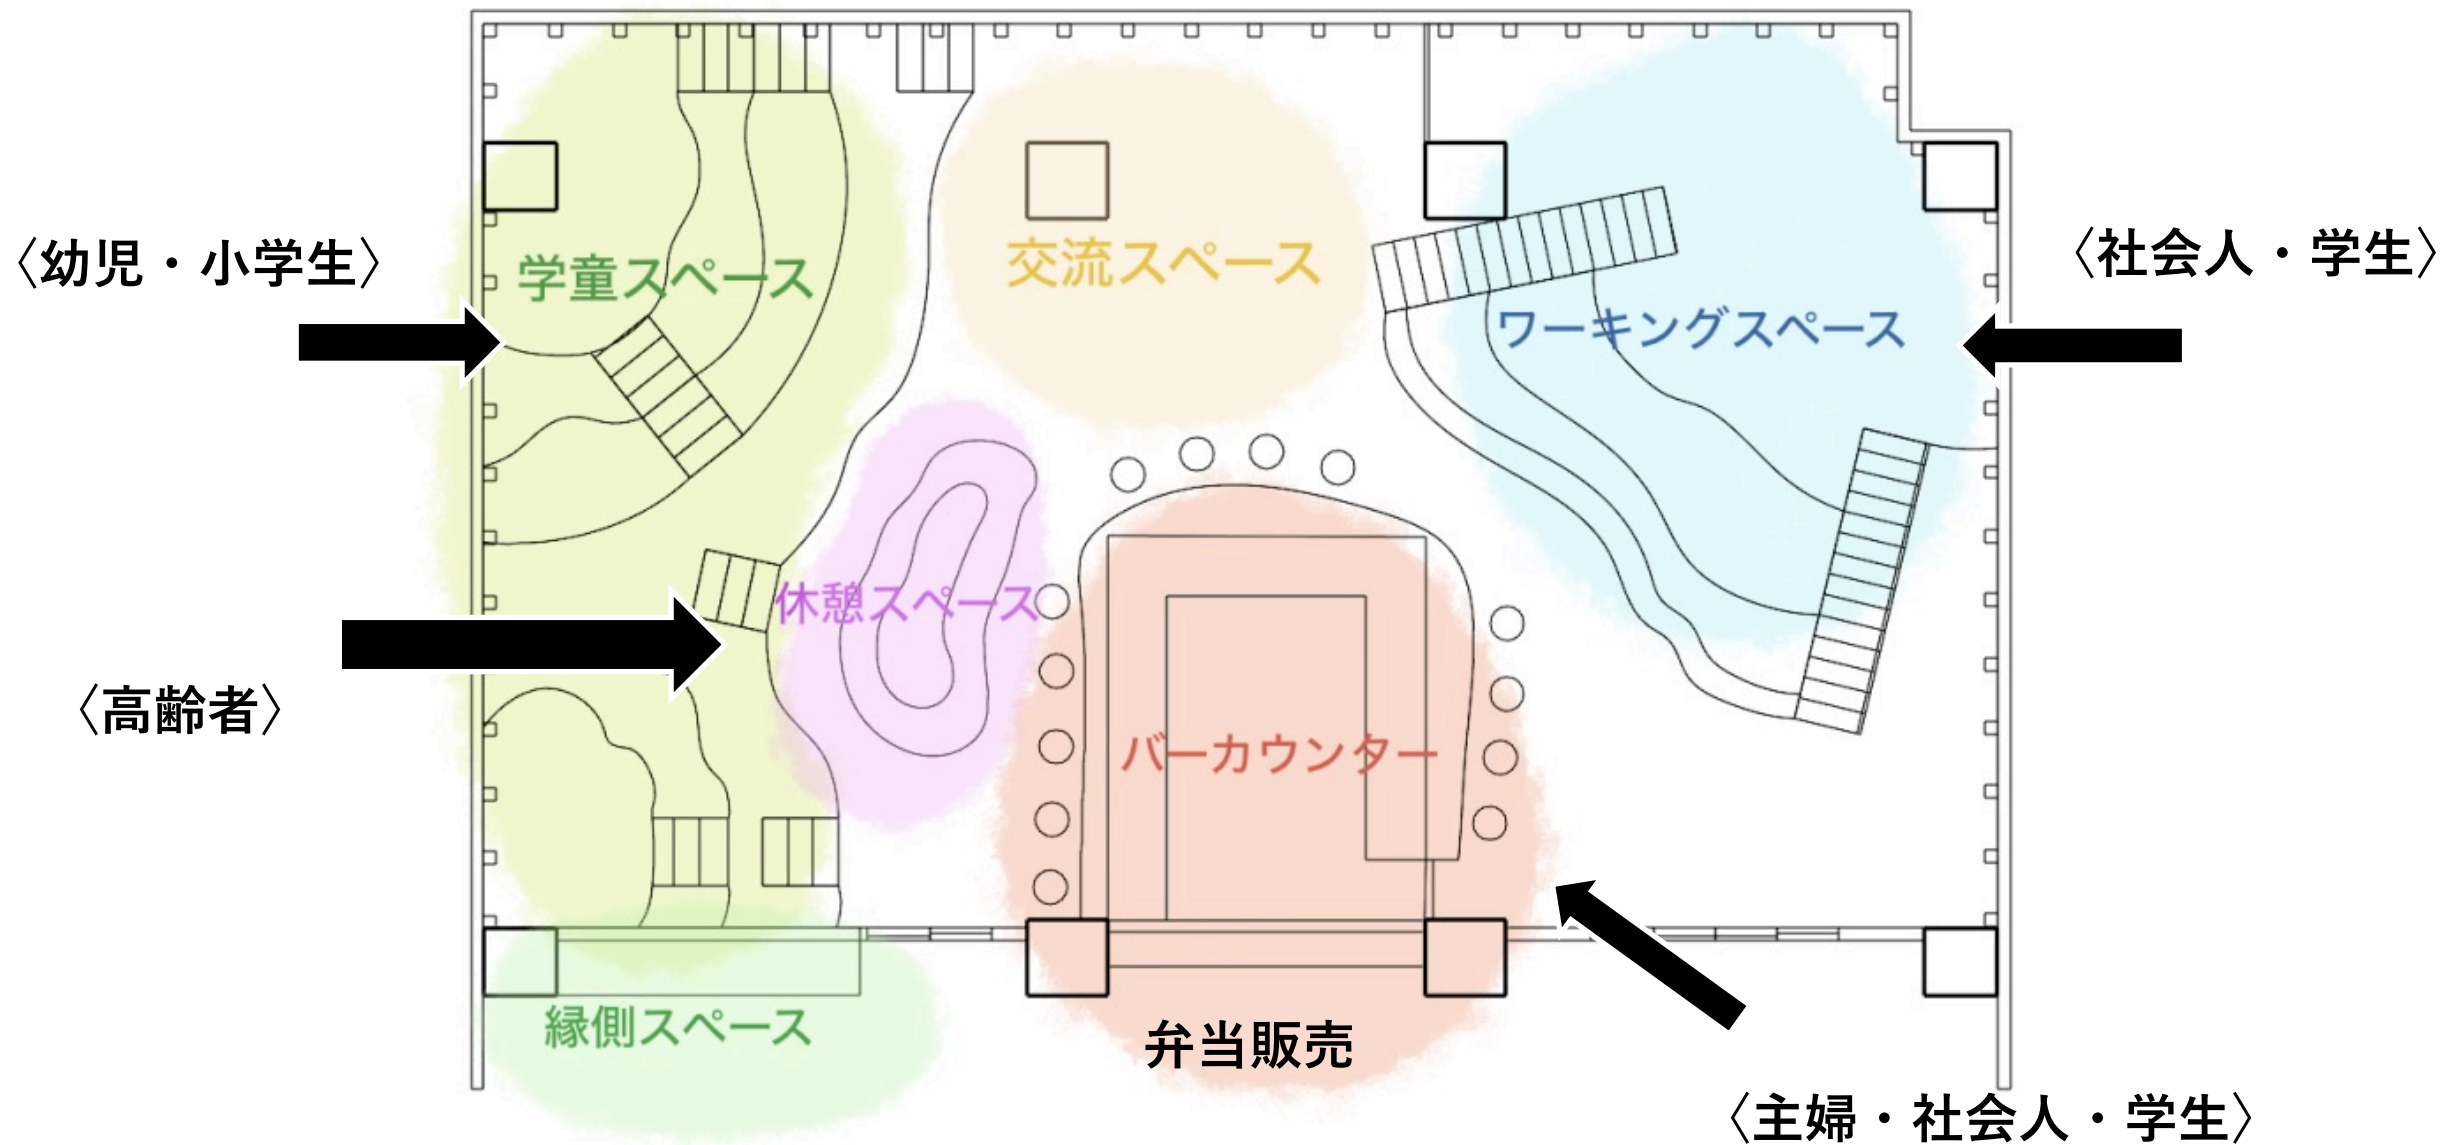 〈幼児・小学生〉
学童スペース
交流スペース
〈社会人・学生〉
ワーキングスペース
休憩スペース
〈高齢者〉
バーカウンター
縁側スペース
弁当販売
〈主婦・社会人・学生〉